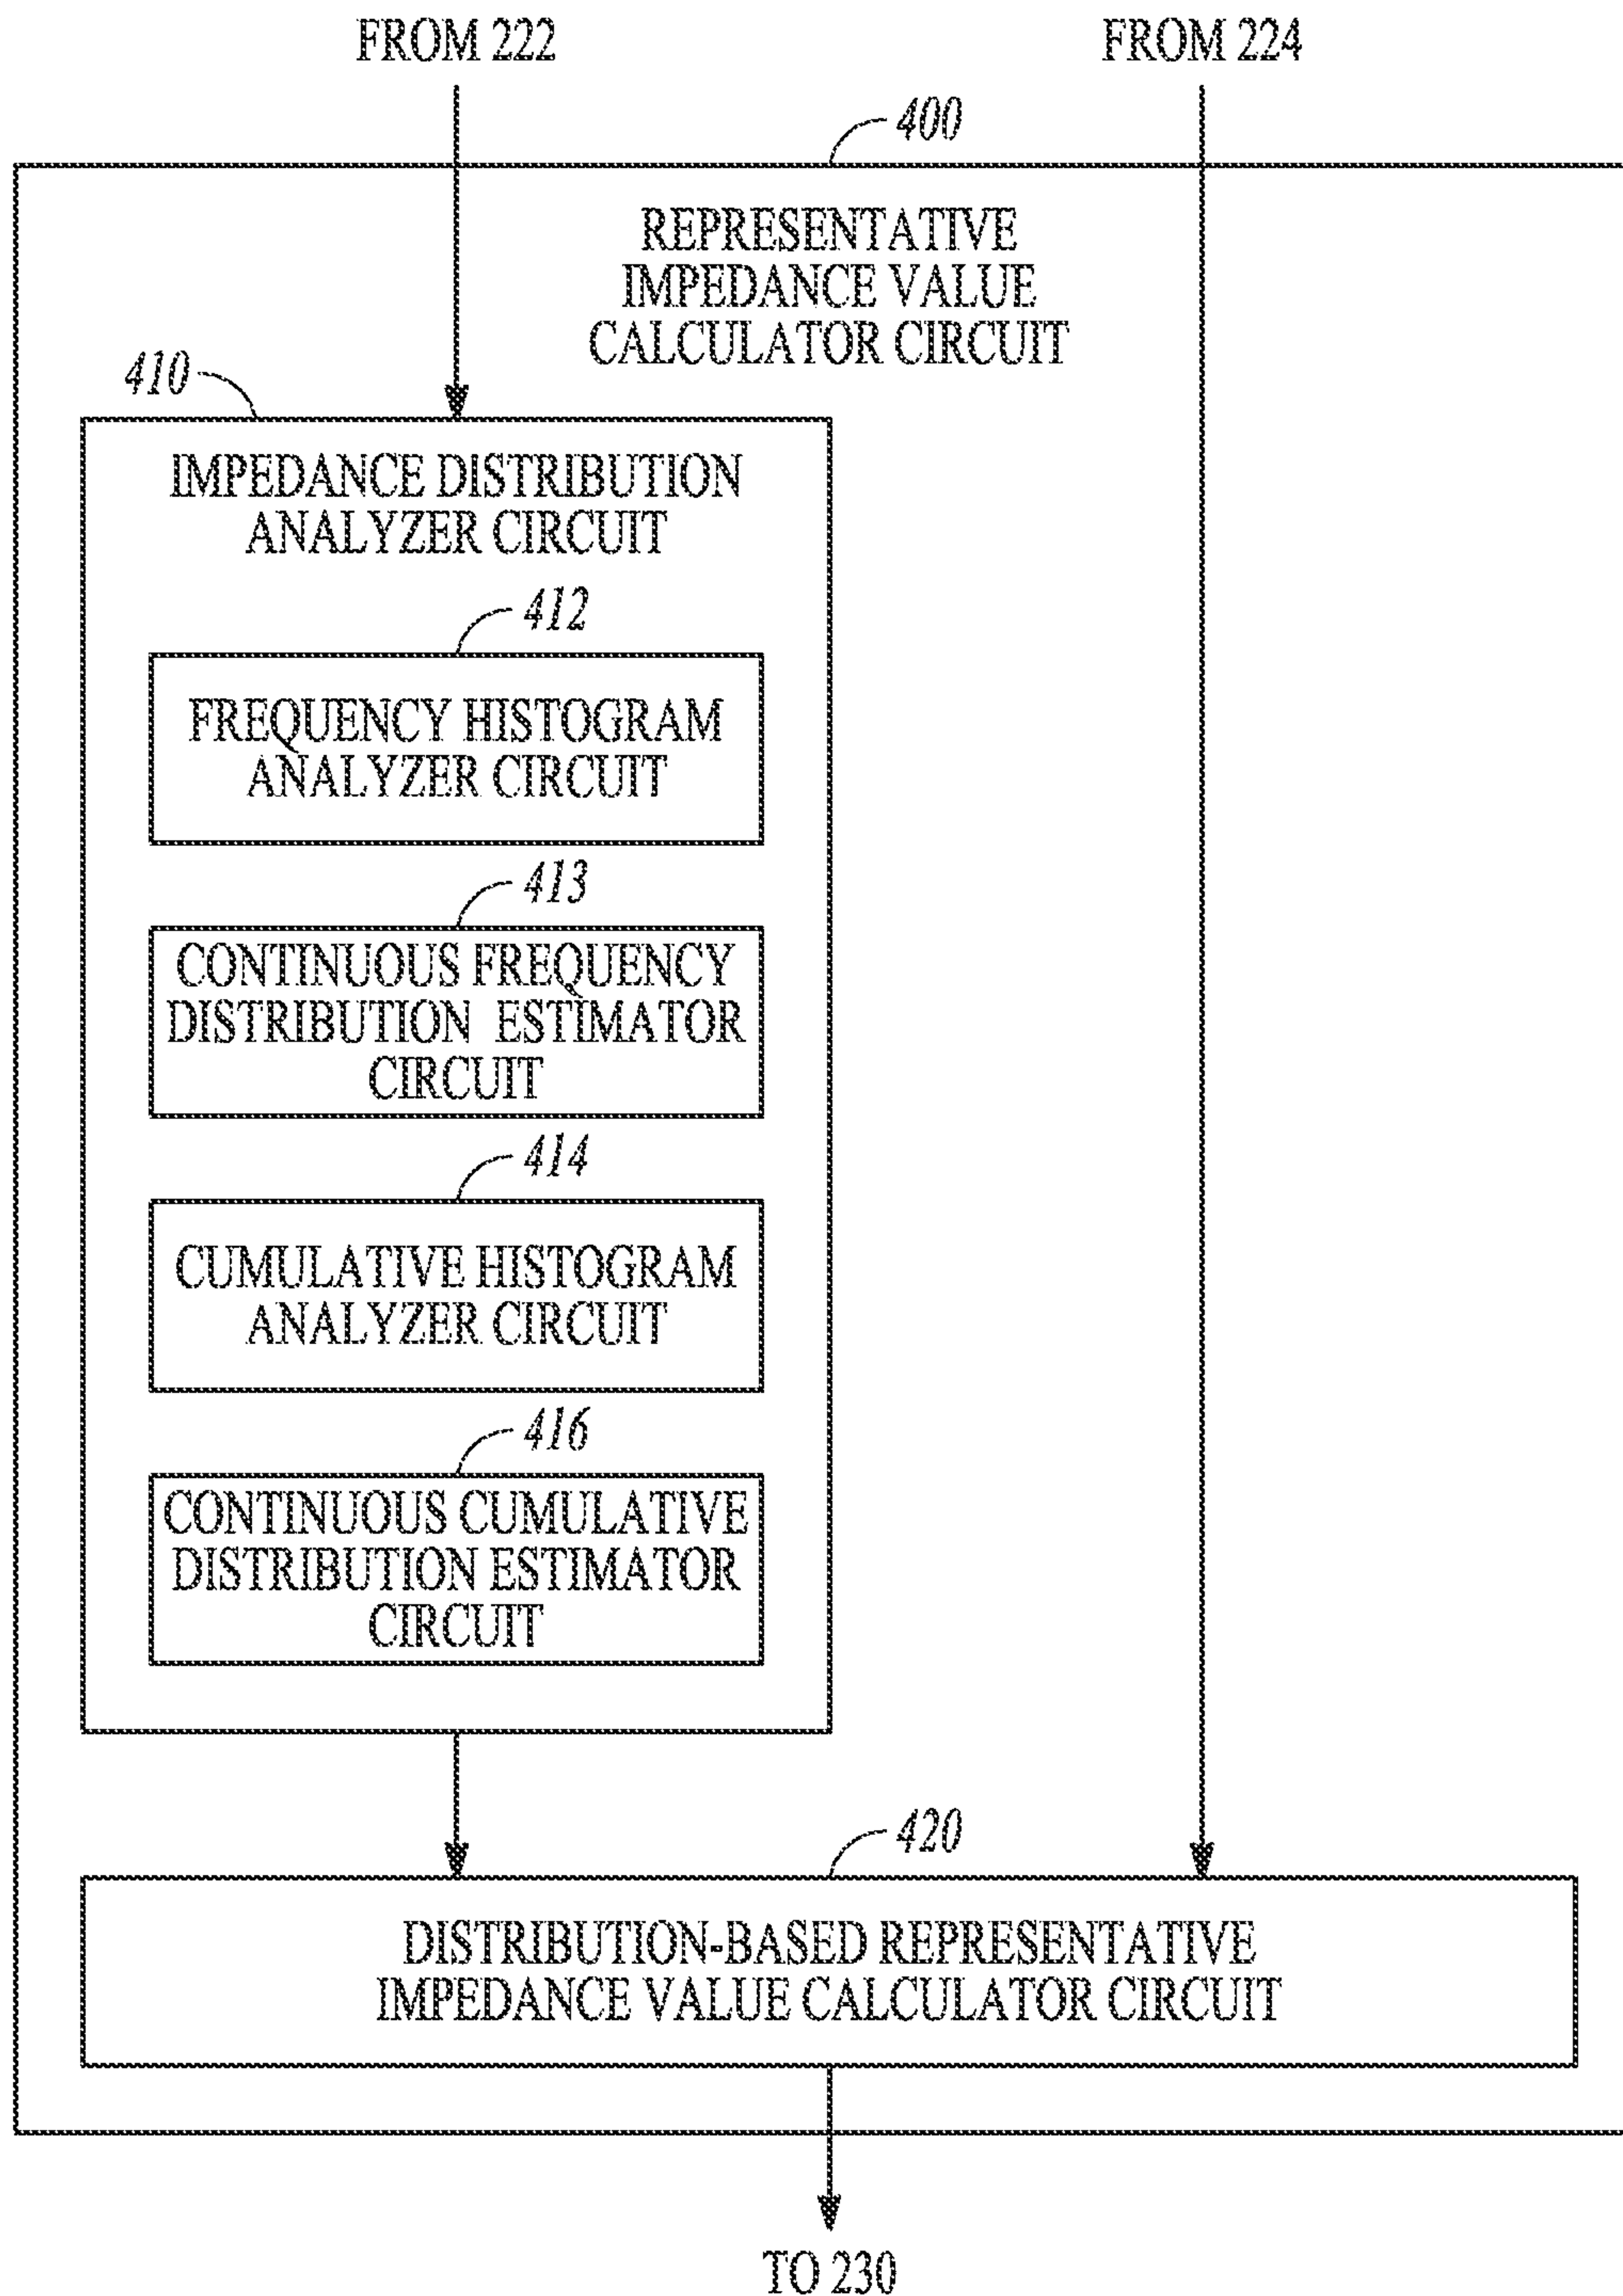 FROM 222
FROM 224
400
REPRESENTATIVE
IMPEDANCE VALUE
CALCULATOR CIRCUIT
410
IMPEDANCE DISTRIBUTION
ANALYZER CIRCUIT
412
FREQUENCY HISTOGRAM
ANALYZER CIRCUIT
413
CONTINUOUS FREQUENCY
DISTRIBUTION ESTIMATOR
CIRCUIT
414
CUMULATIVE HISTOGRAM
ANALYZER CIRCUIT
416
CONTINUOUS CUMULATIVE
DISTRIBUTION ESTIMATOR
CIRCUIT
420
DISTRIBUTION-BASED REPRESENTATIVE
IMPEDANCE VALUE CALCULATOR CIRCUIT
TO 230